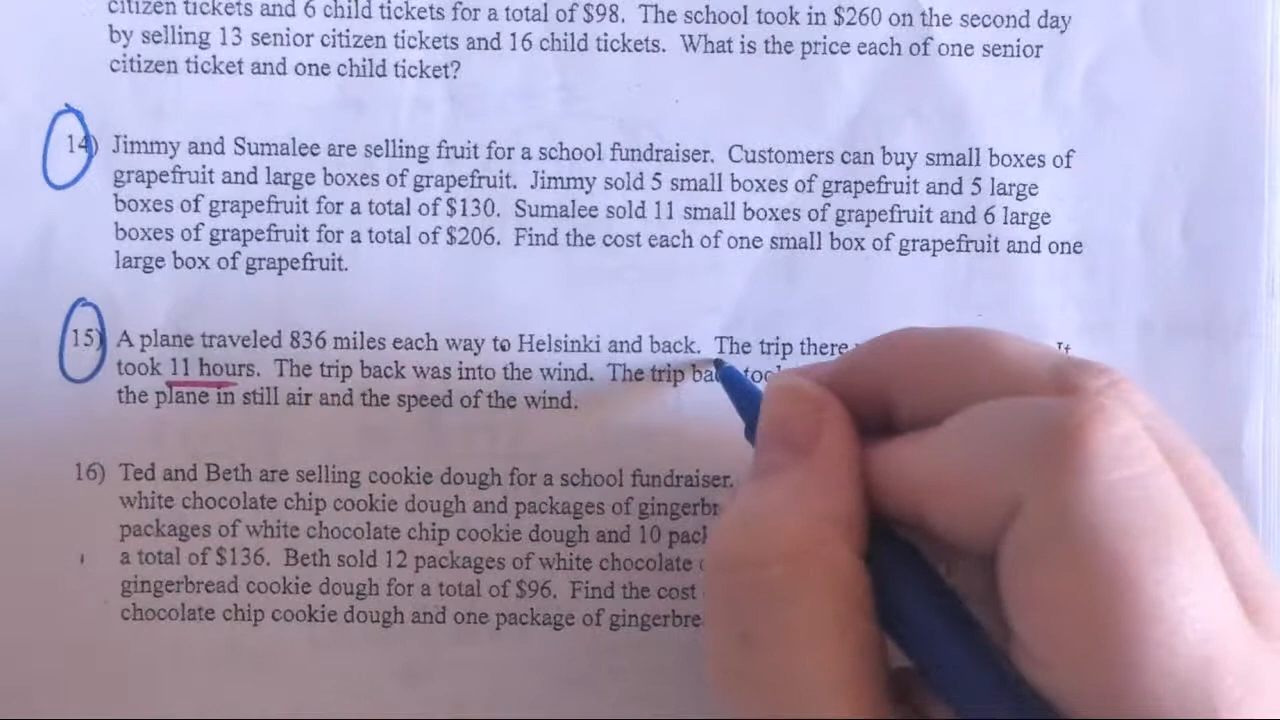 citizen tickets and 6 child tickets for a total of $98. The school took in $260 on the second day
by selling 13 senior citizen tickets and 16 child tickets. What is the price each of one senior
citizen ticket and one child ticket?
14) Jimmy and Sumalee are selling fruit for a school fundraiser. Customers can buy small boxes of
grapefruit and large boxes of grapefruit. Jimmy sold 5 small boxes of grapefruit and 5 large
boxes of grapefruit for a total of $130. Sumalee sold 11 small boxes of grapefruit and 6 large
boxes of grapefruit for a total of $206. Find the cost each of one small box of grapefruit and one
large box of grapefruit.
15) A plane traveled 836 miles each way to Helsinki and back. The trip there It
took 11 hours. The trip back was into the wind. The trip
the plane in still air and the speed of the wind.
16) Ted and Beth are selling cookie dough for a school fundraiser.
white chocolate chip cookie dough and packages of
packages of white chocolate chip cookie dough and 10
a total of $136. Beth sold 12 packages of white chocolate
gingerbread cookie dough for a total of $96. Find the cost
chocolate chip cookie dough and one package of